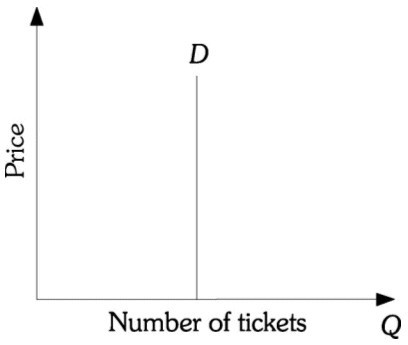 D
Price
Number of tickets
Q